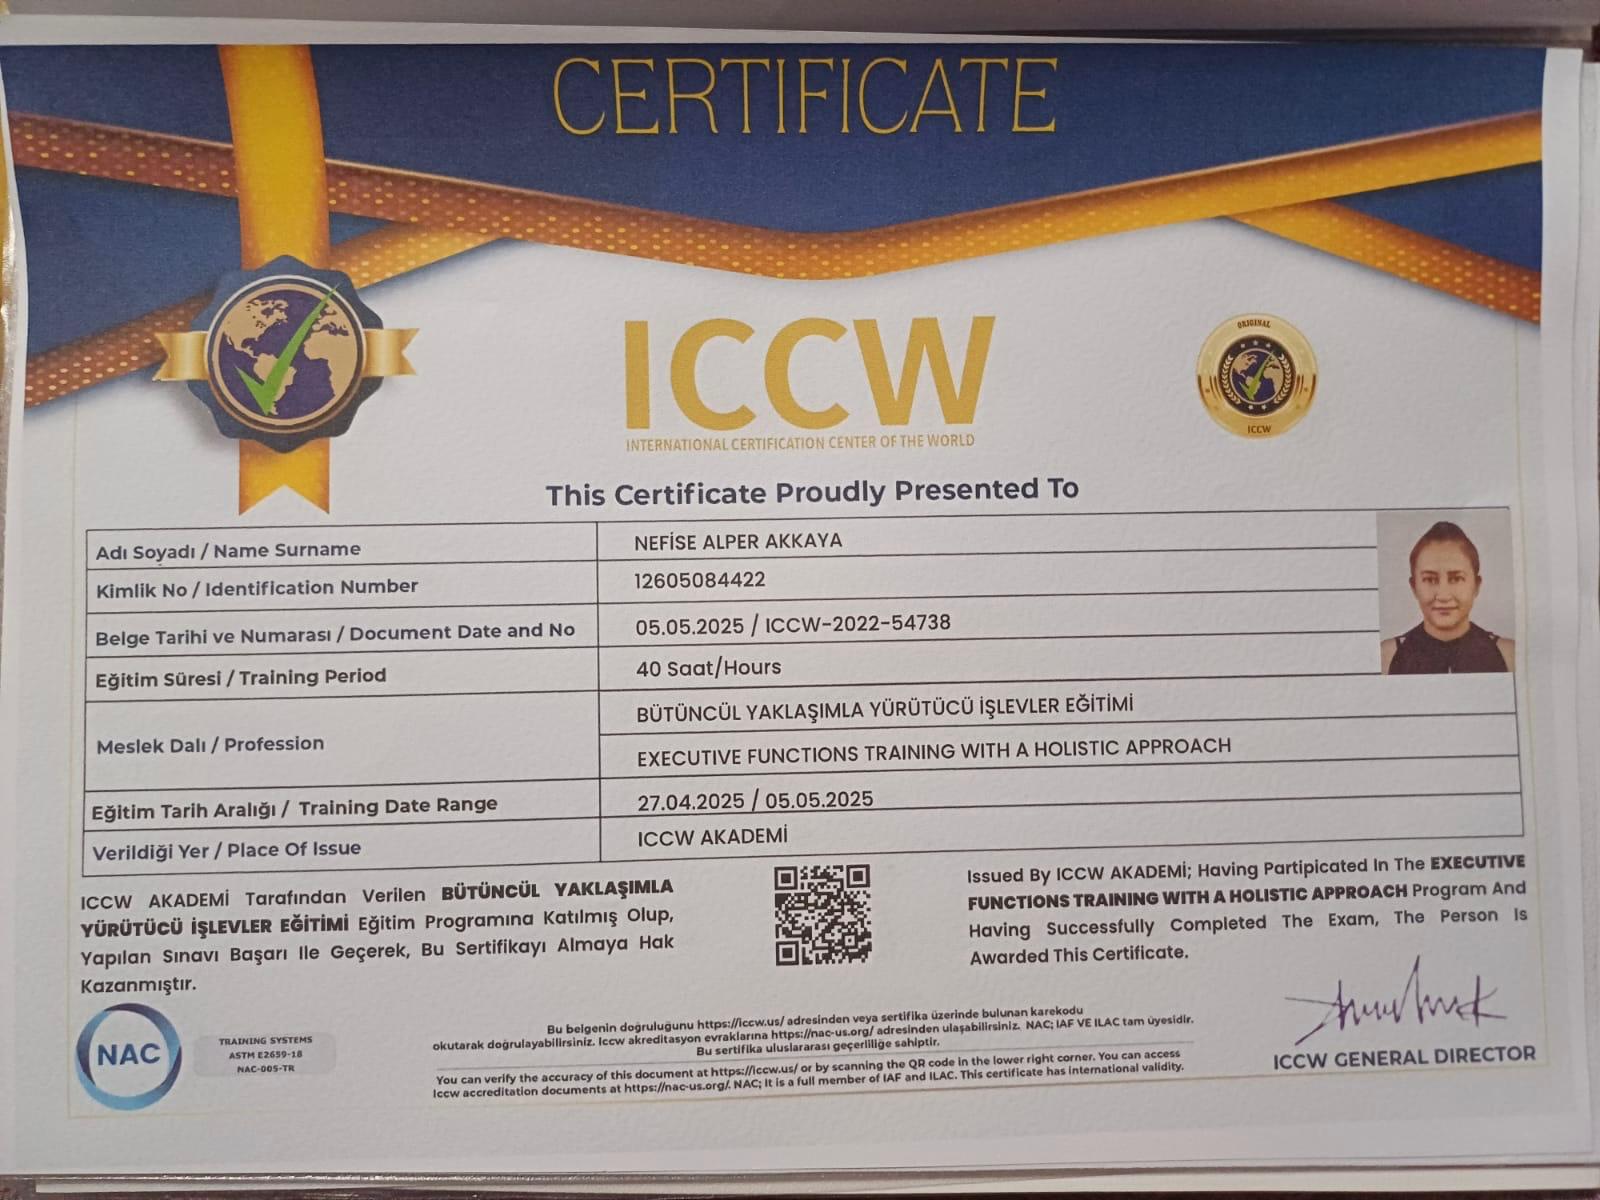 CERTIFICATE
ORIGINAL
ICCW
ICCW
INTERNATIONAL CERTIFICATION CENTER OF THE WORLD
This Certificate Proudly Presented To
Adı Soyadı / Name Surname NEFİSE ALPER AKKAYA
Kimlik No / Identification Number 12605084422
Belge Tarihi ve Numarası / Document Date and No 05.05.2025 / ICCW-2022-54738
Eğitim Süresi / Training Period 40 Saat/Hours
Meslek Dalı / Profession BÜTÜNCÜL YAKLAŞIMLA YÜRÜTÜCÜ İŞLEVLER EĞİTİMİ
EXECUTIVE FUNCTIONS TRAINING WITH A HOLISTIC APPROACH
Eğitim Tarih Aralığı / Training Date Range 27.04.2025 / 05.05.2025
Verildiği Yer / Place Of Issue ICCW AKADEMİ
ICCW AKADEMİ Tarafından Verilen BÜTÜNCÜL YAKLAŞIMLA
YÜRÜTÜCÜ İŞLEVLER EĞİTİMİ Eğitim Programına Katılmış Olup,
Yapılan Sınavı Başarı Ile Geçerek, Bu Sertifikayı Almaya Hak
Kazanmıştır.
Issued By ICCW AKADEMİ; Having Partipicated In The EXECUTIVE
FUNCTIONS TRAINING WITH A HOLISTIC APPROACH Program And
Having Successfully Completed The Exam, The Person Is
Awarded This Certificate.
NAC
TRAINING SYSTEMS
ASTM E2659-18
NAC-005-TR
Bu belgenin doğruluğunu https://iccw.us/ adresinden veya sertifika üzerinde bulunan karekodu
okutarak doğrulayabilirsiniz. Iccw akreditasyon evraklarına https://nac-us.org/ adresinden ulaşabilirsiniz. NAC; IAF VE ILAC tam üyesidir.
Bu sertifika uluslararası geçerliliğe sahiptir.
You can verify the accuracy of this document at https://iccw.us/ or by scanning the QR code in the lower right corner. You can access
Iccw accreditation documents at https://nac-us.org/. NAC; It is a full member of IAF and ILAC. This certificate has international validity.
ICCW GENERAL DIRECTOR